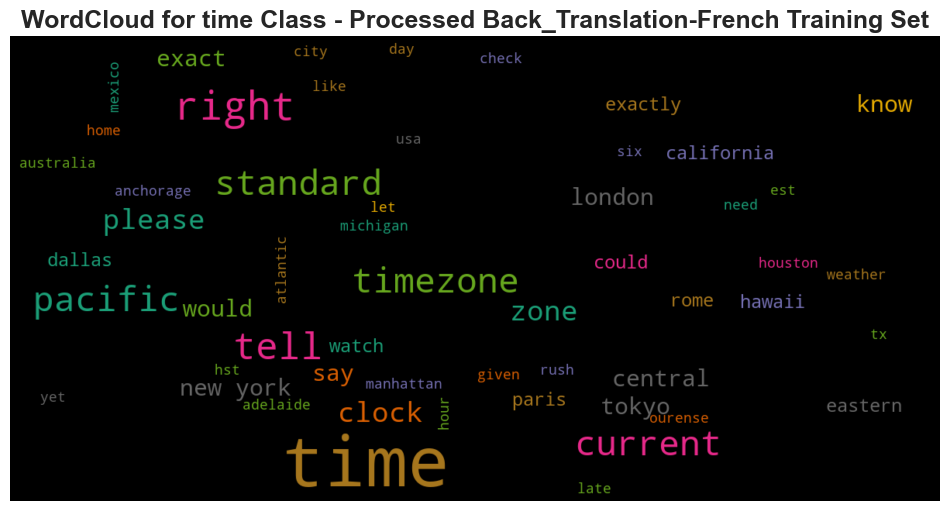 WordCloud for time Class - Processed Back_Translation-French Training Set
city
day
exact
check
mexico
like
right
exactly
know
home
usa
six
california
australia
standard
anchorage
est
london
let
need
please
michigan
atlantic
dallas
could
houston
timezone
weather
pacific
would
zone
rome
hawaii
tx
tell
watch
hst
say
given
rush
new york
manhattan
central
yet
adelaide
hour
paris
tokyo
eastern
clock
ourense
time
current
late